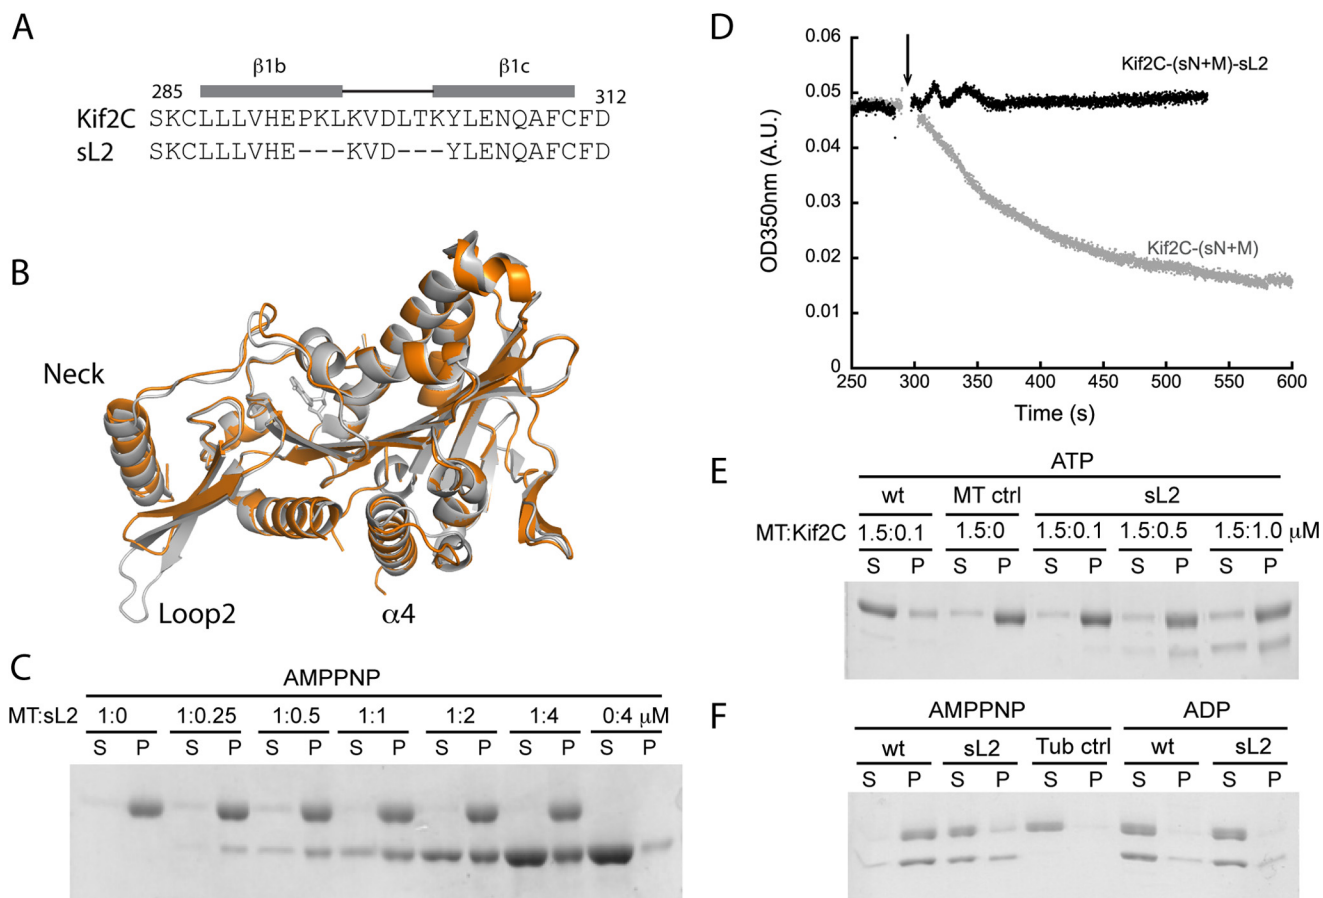 A
β1b β1c
285 312
Kif2C SKCLLLVHEPKLKVDLTKYLENQAFCFD
sL2 SKCLLLVHE---KVD---YLENQAFCFD
B
Neck
Loop2
α4
C
AMPPNP
MT:sL2 1:0 1:0.25 1:0.5 1:1 1:2 1:4 0:4 μM
S P S P S P S P S P S P S P
D
OD350nm (A.U.)
0.06
0.05
0.04
0.03
0.02
0.01
0
Kif2C-(sN+M)-sL2
Kif2C-(sN+M)
250 300 350 400 450 500 550 600
Time (s)
E
ATP
wt MT ctrl sL2
MT:Kif2C 1.5:0.1 1.5:0 1.5:0.1 1.5:0.5 1.5:1.0 μM
S P S P S P S P S P
F
AMPPNP ADP
wt sL2 Tub ctrl wt sL2
S P S P S P S P S P